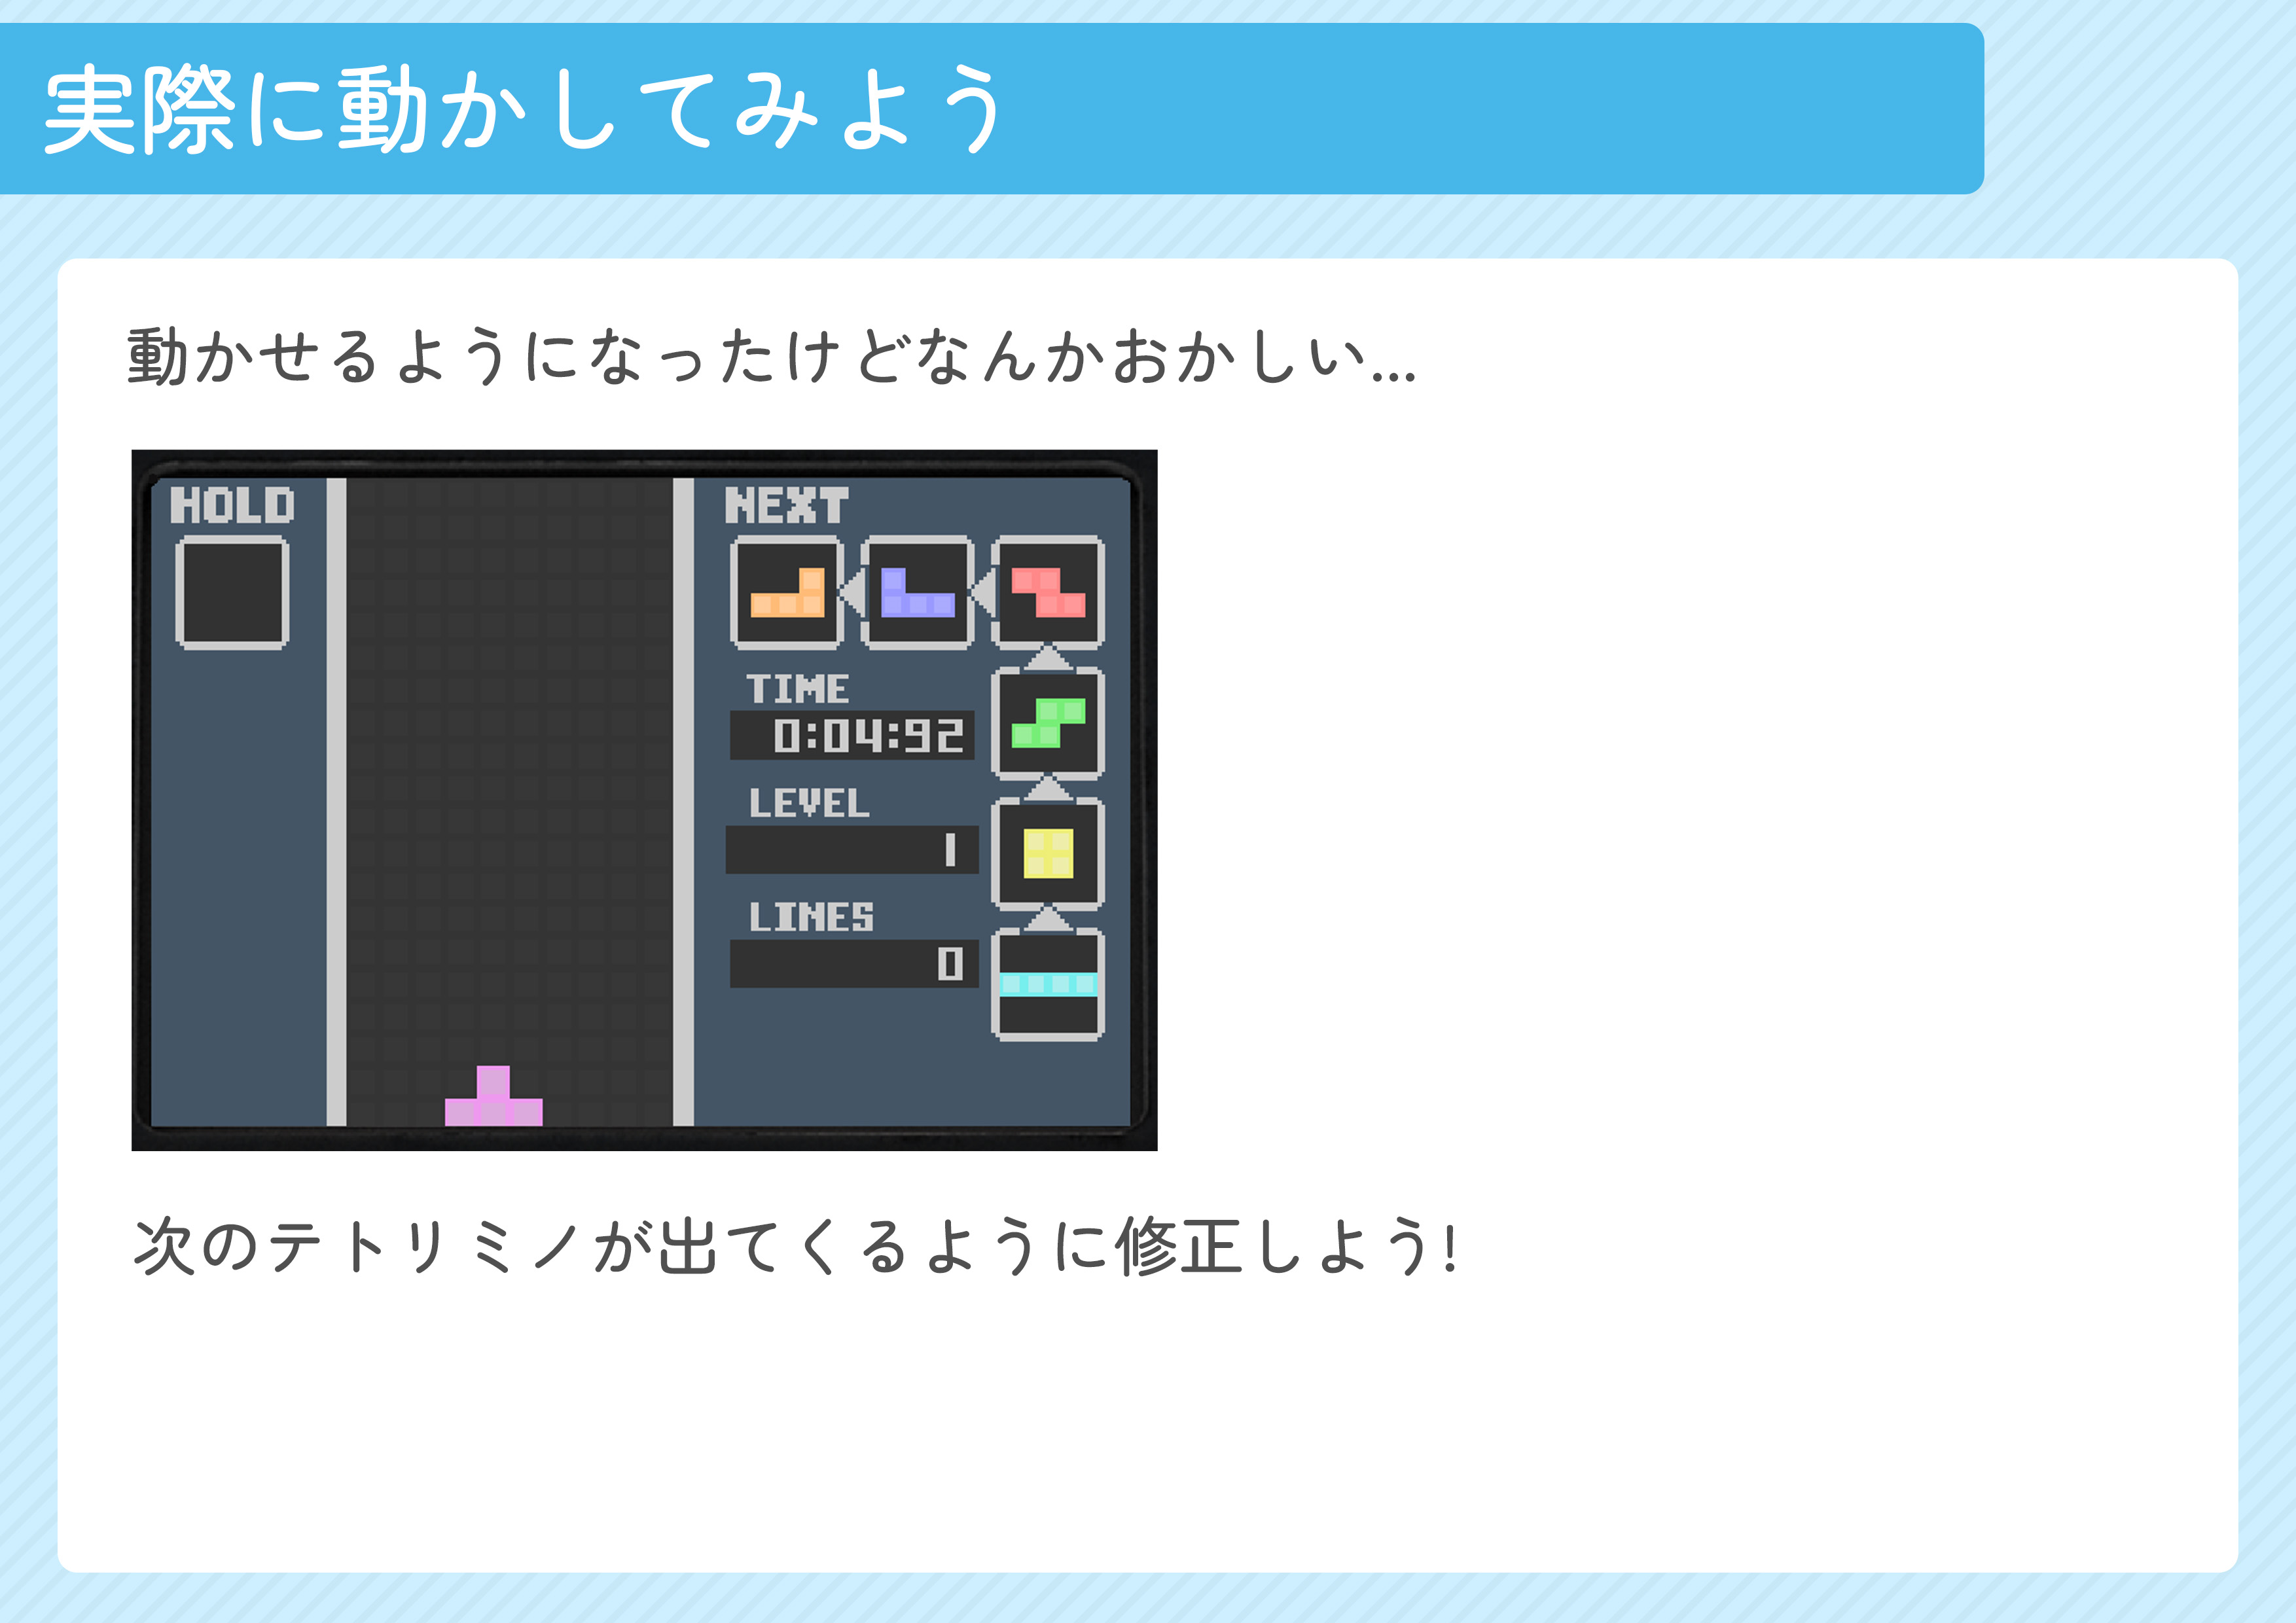 実際に動かしてみよう
動かせるようになったけどなんかおかしい...
HOLD
NEXT
TIME
0:04:92
LEVEL
1
LINES
0
次のテトリミノが出てくるように修正しよう!